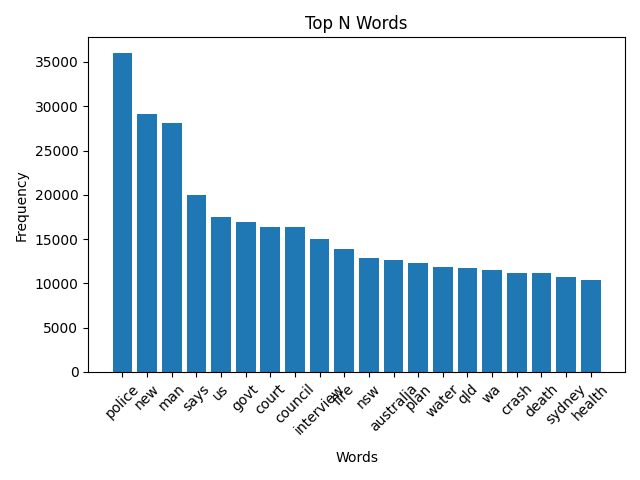 Top N Words
Frequency
35000
30000
25000
20000
15000
10000
5000
0
police
new
man
says
us
govt
court
council
interview
fire
nsw
australia
plan
water
qld
wa
crash
death
sydney
health
Words